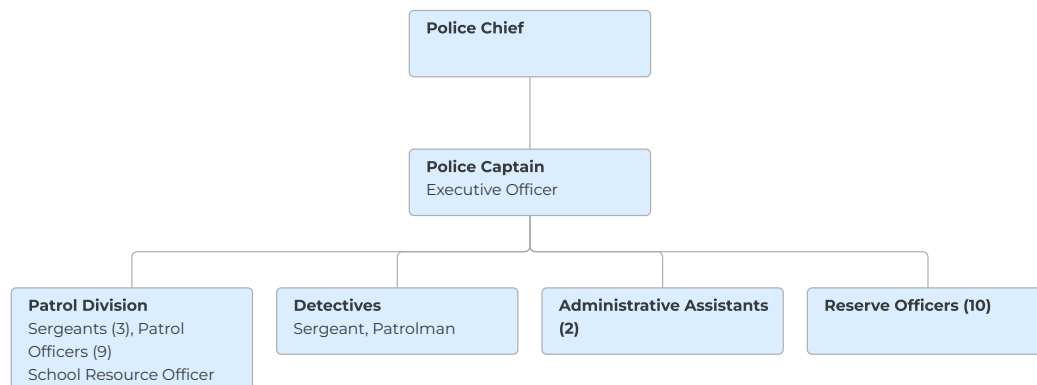 Police Chief
Police Captain
Executive Officer
Patrol Division
Sergeants (3), Patrol
Officers (9)
School Resource Officer
Detectives
Sergeant, Patrolman
Administrative Assistants
(2)
Reserve Officers (10)